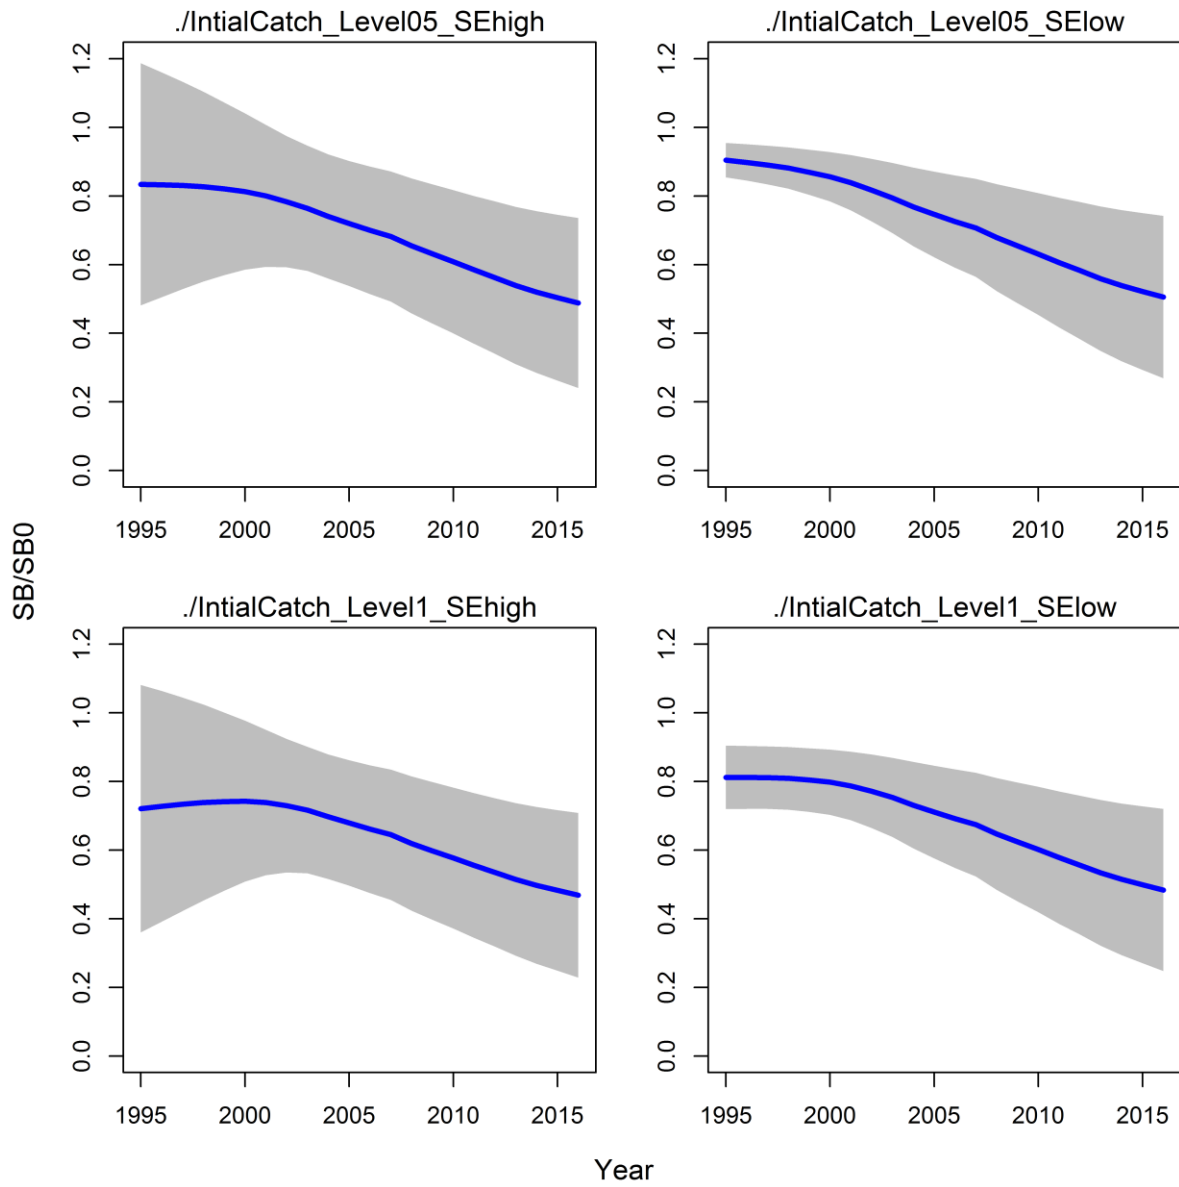 ./IntialCatch_Level05_SEhigh
./IntialCatch_Level05_SElow
1.2
1.0
0.8
0.6
0.4
0.2
0.0
1995 2000 2005 2010 2015
1.2
1.0
0.8
0.6
0.4
0.2
0.0
1995 2000 2005 2010 2015
SB/SB0
./IntialCatch_Level1_SEhigh
./IntialCatch_Level1_SElow
1.2
1.0
0.8
0.6
0.4
0.2
0.0
1995 2000 2005 2010 2015
1.2
1.0
0.8
0.6
0.4
0.2
0.0
1995 2000 2005 2010 2015
Year